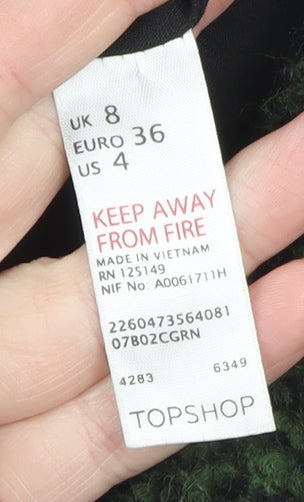 UK 8
EURO 36
US 4
KEEP AWAY
FROM FIRE
MADE IN VIETNAM
RN 125149
NIF No: A0061711H
2260473564081
07B02CGRN
4283 6349
TOPSHOP